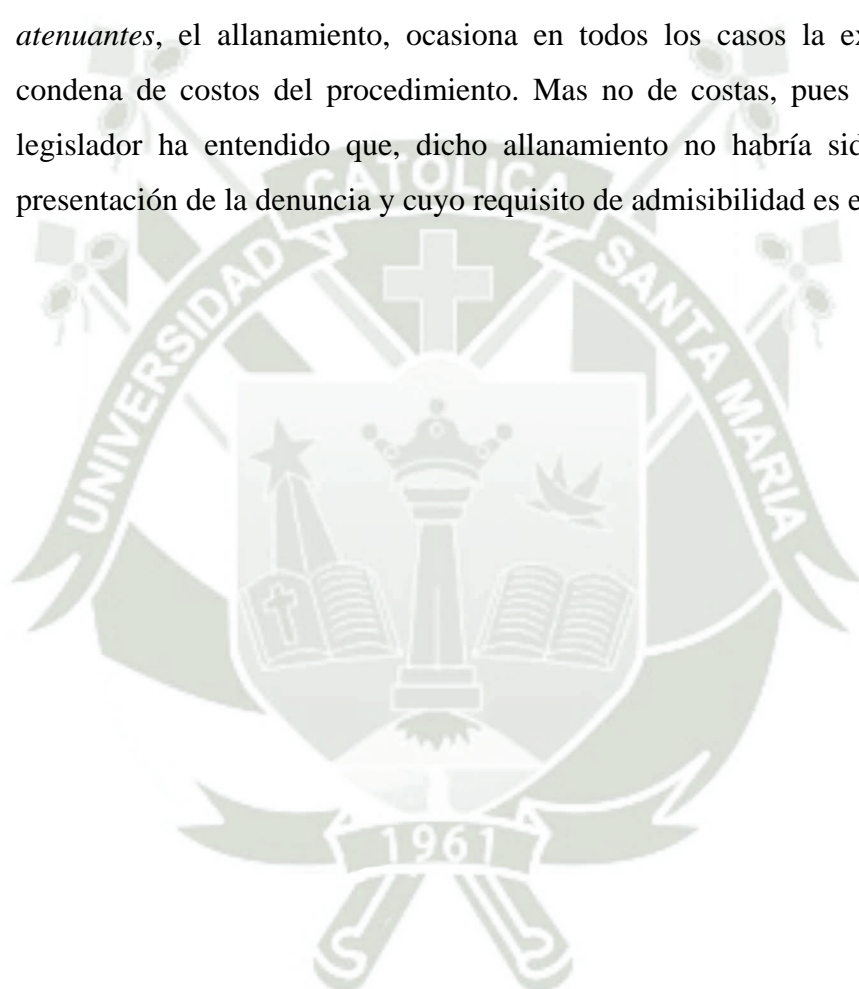 atenuantes, el allanamiento, ocasiona en todos los casos la
condena de costos del procedimiento. Mas no de costas, pues
legislador ha entendido que, dicho allanamiento no habría
presentación de la denuncia y cuyo requisito de admisibilidad es
UNIVERSIDAD CATOLICA SANTA MARIA
1961